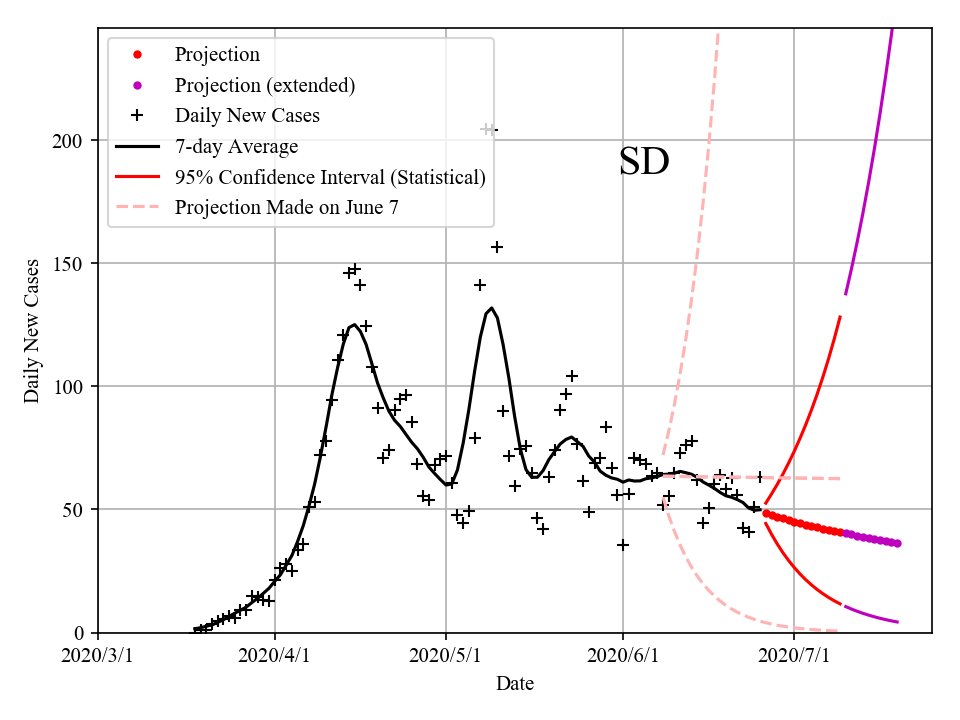 Projection
Projection (extended)
Daily New Cases
7-day Average
95% Confidence Interval (Statistical)
Projection Made on June 7
SD
200
150
100
50
0
Daily New Cases
2020/3/1
2020/4/1
2020/5/1
2020/6/1
2020/7/1
Date